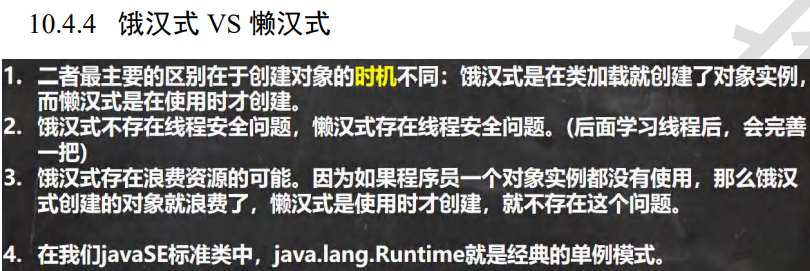 10.4.4 饿汉式 VS 懒汉式
1. 二者最主要的区别在于创建对象的时机不同：饿汉式是在类加载就创建了对象实例，
而懒汉式是在使用时才创建。
2. 饿汉式不存在线程安全问题，懒汉式存在线程安全问题。(后面学习线程后，会完善
一把)
3. 饿汉式存在浪费资源的可能。因为如果程序员一个对象实例都没有使用，那么饿汉
式创建的对象就浪费了，懒汉式是使用时才创建，就不存在这个问题。
4. 在我们javaSE标准类中，java.lang.Runtime就是经典的单例模式。